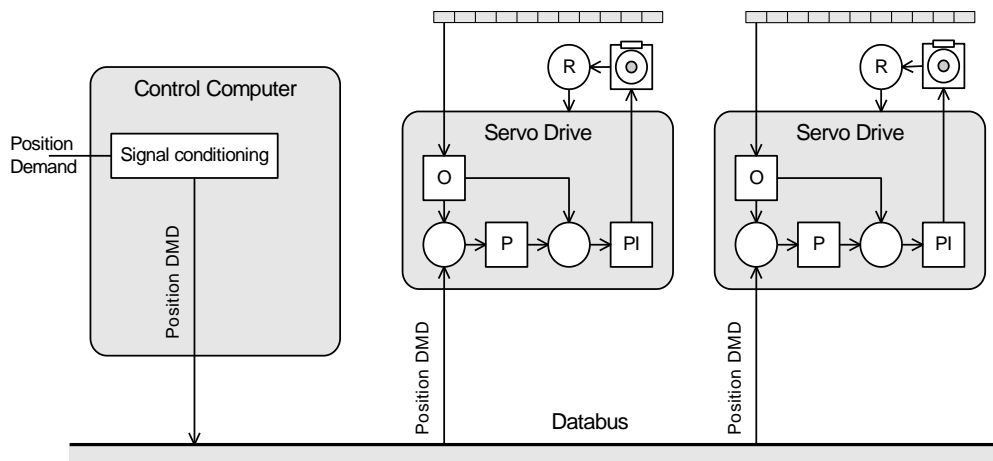 Control Computer
Position
Demand
Signal conditioning
Position DMD
R
Servo Drive
O
P
PI
Position DMD
R
Servo Drive
O
P
PI
Position DMD
Databus